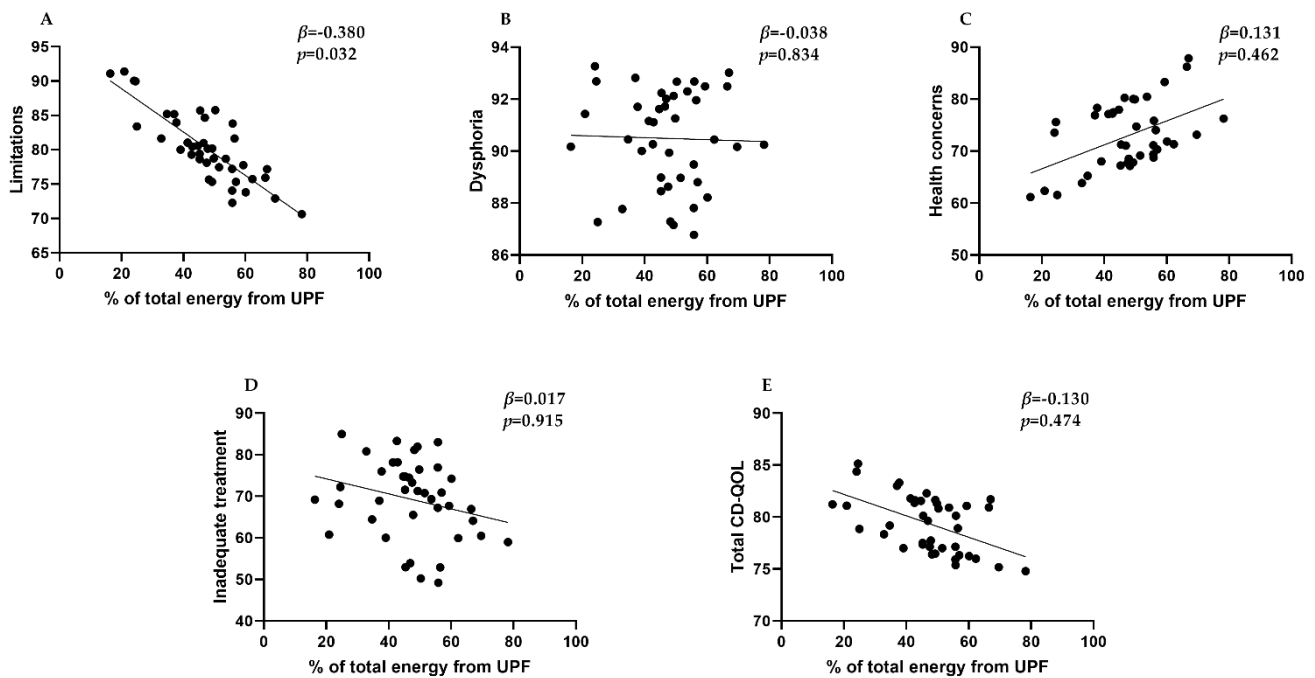 A
β=-0.380
p=0.032
Limitations
95
90
85
80
75
70
65
0 20 40 60 80 100
% of total energy from UPF
B
β=-0.038
p=0.834
Dysphoria
94
92
90
88
86
0 20 40 60 80 100
% of total energy from UPF
C
β=0.131
p=0.462
Health concerns
90
80
70
60
50
0 20 40 60 80 100
% of total energy from UPF
D
β=0.017
p=0.915
Inadequate treatment
90
80
70
60
50
40
0 20 40 60 80 100
% of total energy from UPF
E
β=-0.130
p=0.474
Total CD-QOL
90
85
80
75
70
0 20 40 60 80 100
% of total energy from UPF